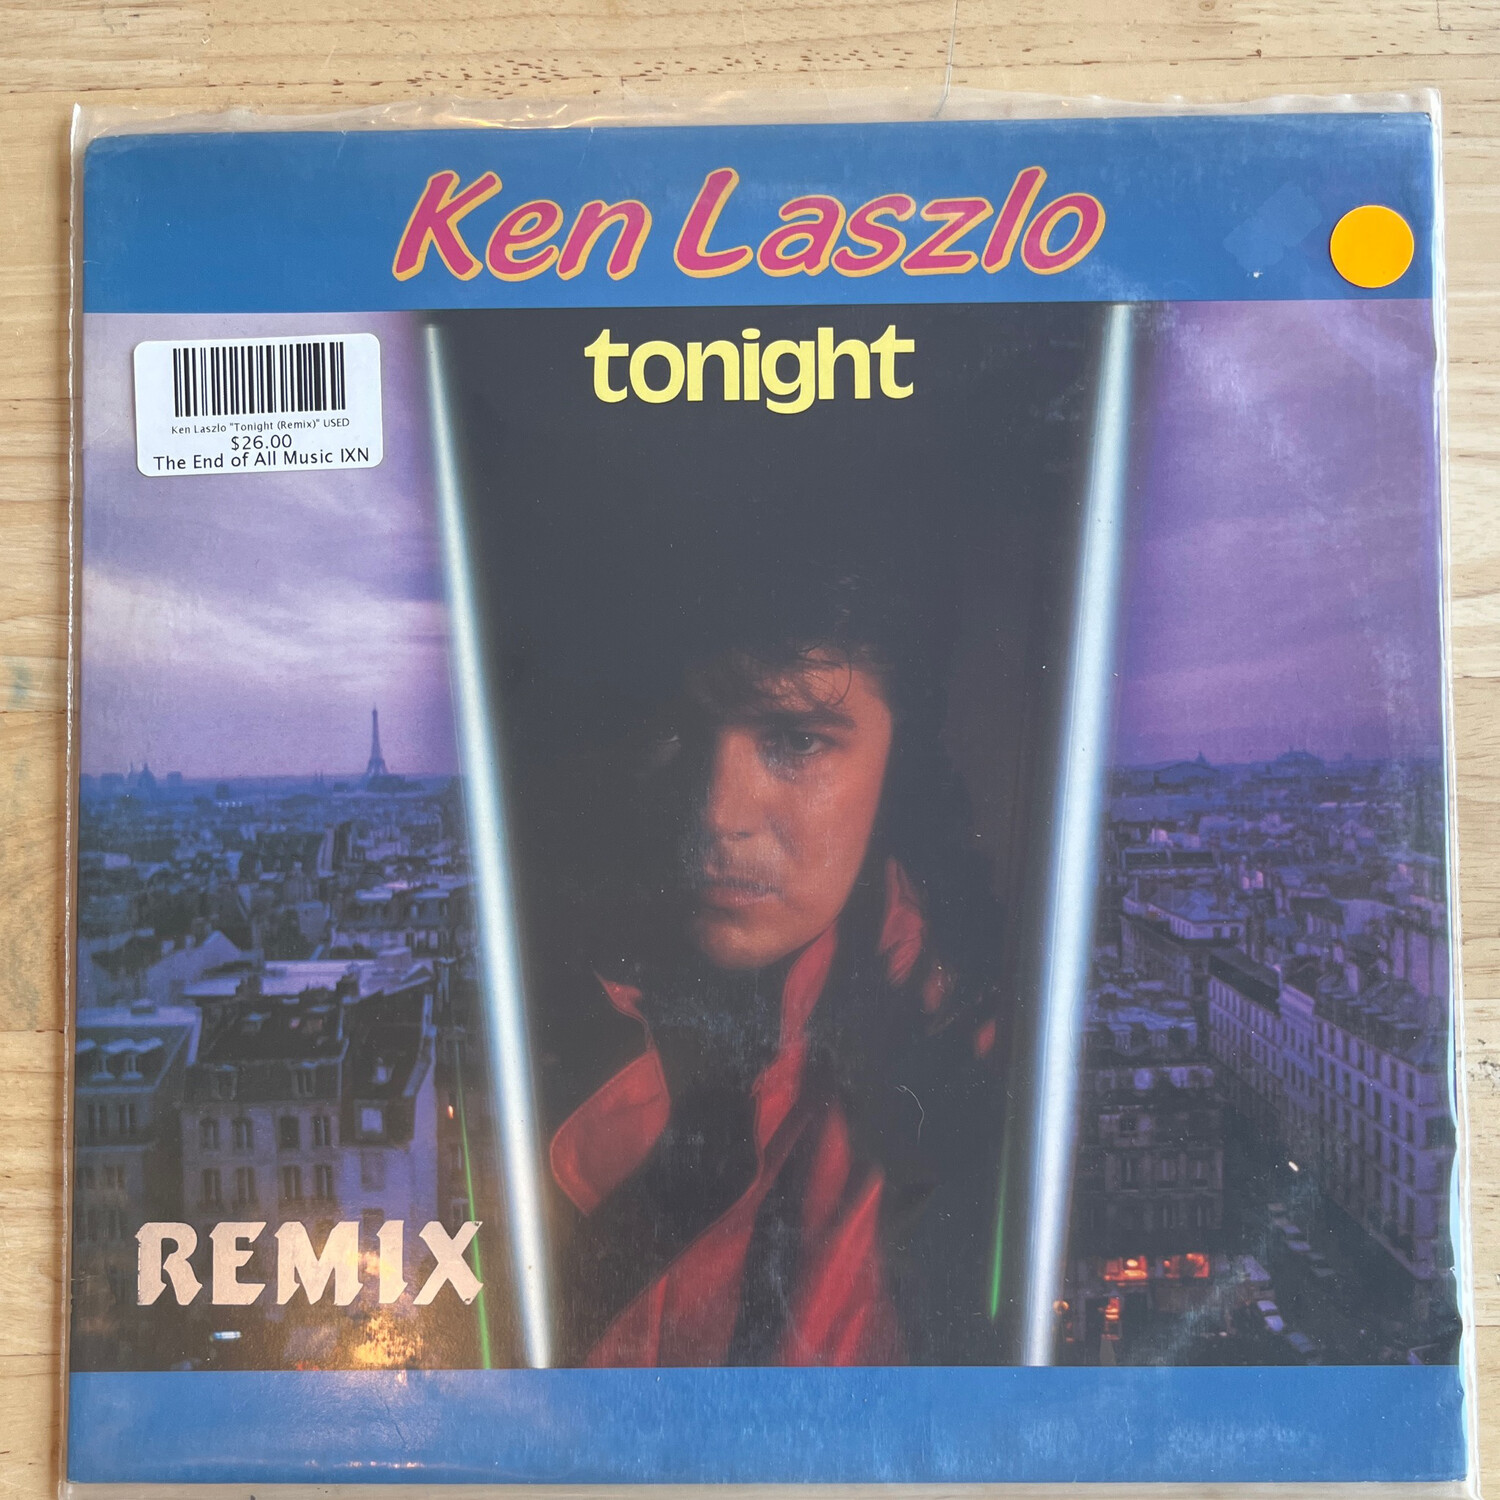 Ken Laszlo
tonight
Ken Laszlo "Tonight (Remix)" USED
$26.00
The End of All Music IXN
REMIX